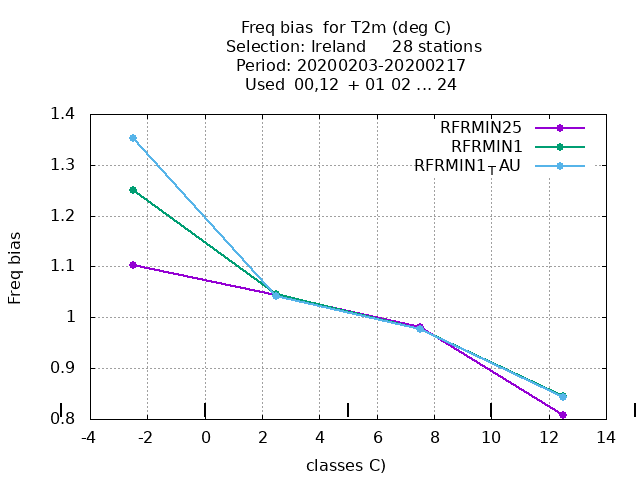 Freq bias  for T2m (deg C)
Selection: Ireland     28 stations
Period: 20200203-20200217
Used  00,12  + 01 02 ... 24
1.4
1.3
1.2
1.1
1
0.9
0.8
Freq bias
RFRMIN25
RFRMIN1
RFRMIN1TAU
-4 -2 0 2 4 6 8 10 12 14
classes C)